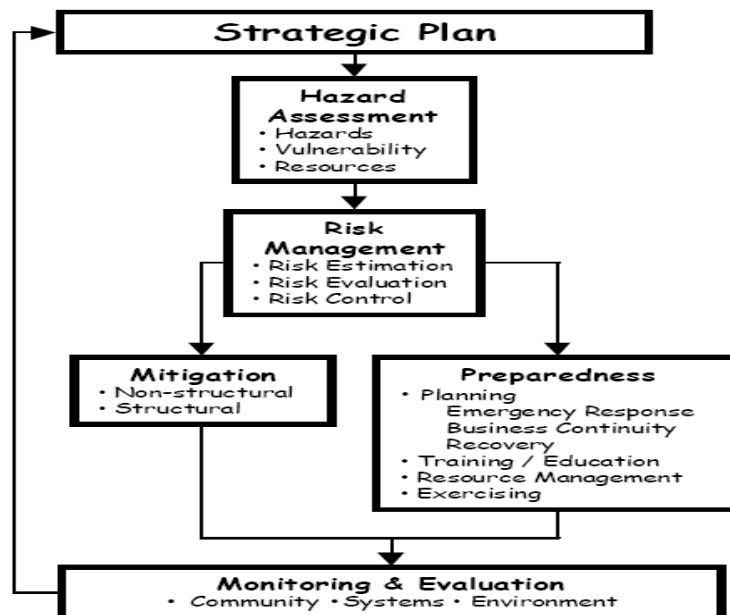 Strategic Plan
Hazard
Assessment
• Hazards
• Vulnerability
• Resources
Risk
Management
• Risk Estimation
• Risk Evaluation
• Risk Control
Mitigation
• Non-structural
• Structural
Preparedness
• Planning
Emergency Response
Business Continuity
Recovery
• Training / Education
• Resource Management
• Exercising
Monitoring & Evaluation
• Community • Systems • Environment